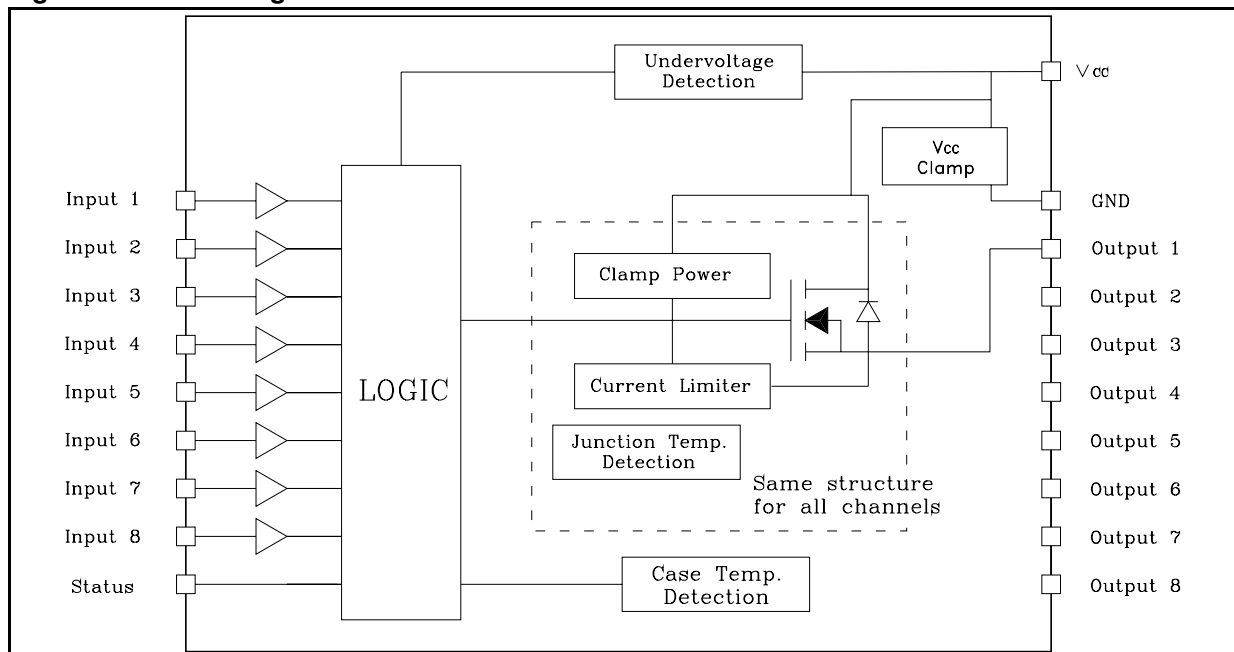 Undervoltage
Detection
Vcc
Vcc
Clamp
Input 1
GND
Input 2
Output 1
Clamp Power
Input 3
Output 2
Input 4
Output 3
Current Limiter
Input 5
LOGIC
Output 4
Input 6
Junction Temp.
Detection
Output 5
Input 7
Same structure
for all channels
Output 6
Input 8
Output 7
Status
Case Temp.
Detection
Output 8